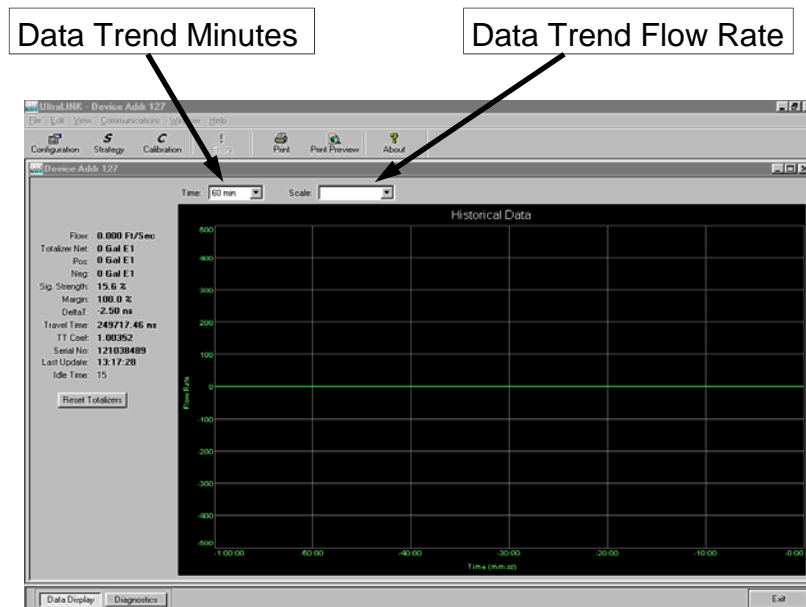 Data Trend Minutes
Data Trend Flow Rate
UltraLINK - Device Addr 127
File Edit View Communications Window Help
Configuration Strategy Calibration Errors Print Print Preview About
Device Addr 127
Time: 60 min Scale:
Historical Data
Flow: 0.000 Ft/Sec
Totalizer Net: 0 Gal E1
Pos: 0 Gal E1
Neg: 0 Gal E1
Sig. Strength: 15.6 %
Margin: 100.0 %
DeltaT: -2.50 ns
Travel Time: 249717.46 ns
TT Coef: 1.00352
Serial No: 121038489
Last Update: 13:17:28
Idle Time: 15
Reset Totalizers
500
400
300
200
100
0
-100
-200
-300
-400
-500
Flow Rate
-1:00:00 -50:00 -40:00 -30:00 -20:00 -10:00 -0:00
Time (mm:ss)
Data Display Diagnostics Exit